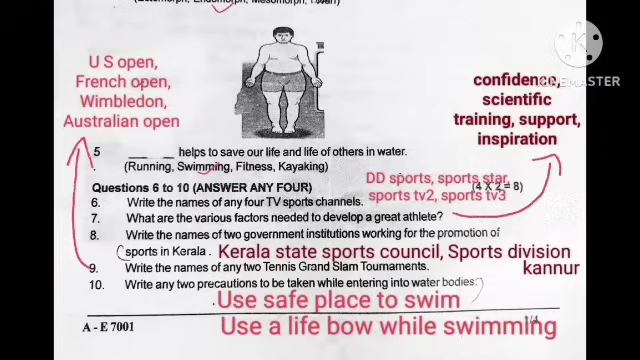 (Ectomorph, Endomorph, Mesomorph,
U S open,
French open,
Wimbledon,
Australian open
K
KINEMASTER
confidence,
scientific
training, support,
inspiration
5 ___ ___ helps to save our life and life of others in water.
. (Running, Swimming, Fitness, Kayaking)
DD sports, sports star,
sports tv2, sports tv3
Questions 6 to 10 (ANSWER ANY FOUR) (4 X 2 = 8)
6. Write the names of any four TV sports channels.
7. What are the various factors needed to develop a great athlete?
8. Write the names of two government institutions working for the promotion of
sports in Kerala. Kerala state sports council, Sports division
kannur
9. Write the names of any two Tennis Grand Slam Tournaments.
10. Write any two precautions to be taken while entering into water bodies.
Use safe place to swim
Use a life bow while swimming
A - E 7001 1/4